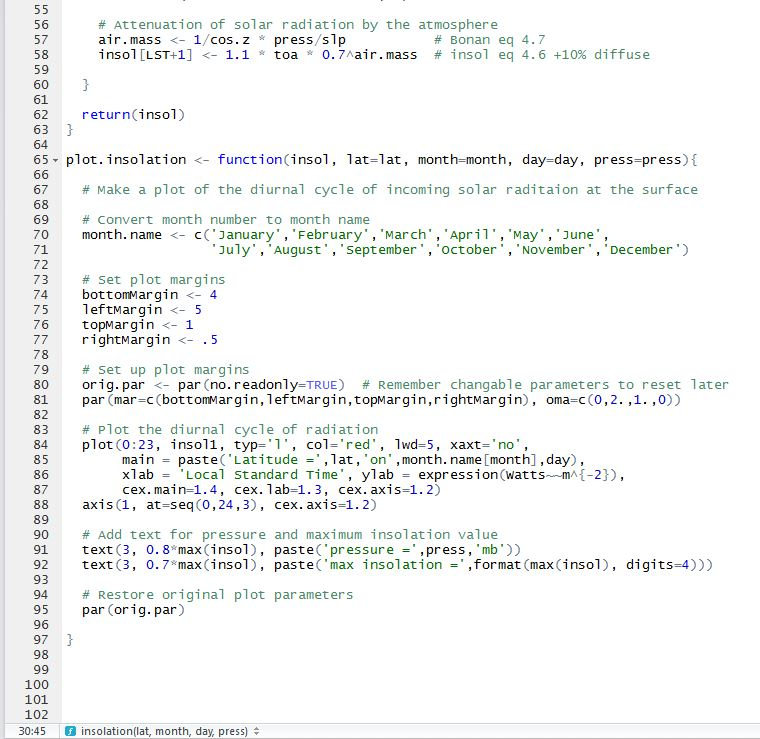 55
56 # Attenuation of solar radiation by the atmosphere
57 air.mass <- 1/cos.z * press/slp # Bonan eq 4.7
58 insol[LST+1] <- 1.1 * toa * 0.7^air.mass # insol eq 4.6 +10% diffuse
59
60 }
61
62 return(insol)
63 }
64
65 plot.insolation <- function(insol, lat=lat, month=month, day=day, press=press){
66
67 # Make a plot of the diurnal cycle of incoming solar raditaion at the surface
68
69 # Convert month number to month name
70 month.name <- c('January','February','March','April','May','June',
71 'July','August','September','October','November','December')
72
73 # Set plot margins
74 bottomMargin <- 4
75 leftMargin <- 5
76 topMargin <- 1
77 rightMargin <- .5
78
79 # Set up plot margins
80 orig.par <- par(no.readonly=TRUE) # Remember changable parameters to reset later
81 par(mar=c(bottomMargin,leftMargin,topMargin,rightMargin), oma=c(0,2.,1.,0))
82
83 # Plot the diurnal cycle of radiation
84 plot(0:23, insol1, typ='l', col='red', lwd=5, xaxt='no',
85 main = paste('Latitude =',lat,'on',month.name[month],day),
86 xlab = 'Local Standard Time', ylab = expression(Watts~~m^{-2}),
87 cex.main=1.4, cex.lab=1.3, cex.axis=1.2)
88 axis(1, at=seq(0,24,3), cex.axis=1.2)
89
90 # Add text for pressure and maximum insolation value
91 text(3, 0.8*max(insol), paste('pressure =',press,'mb'))
92 text(3, 0.7*max(insol), paste('max insolation =',format(max(insol), digits=4)))
93
94 # Restore original plot parameters
95 par(orig.par)
96
97 }
98
99
100
101
102
30:45 insolation(lat, month, day, press)